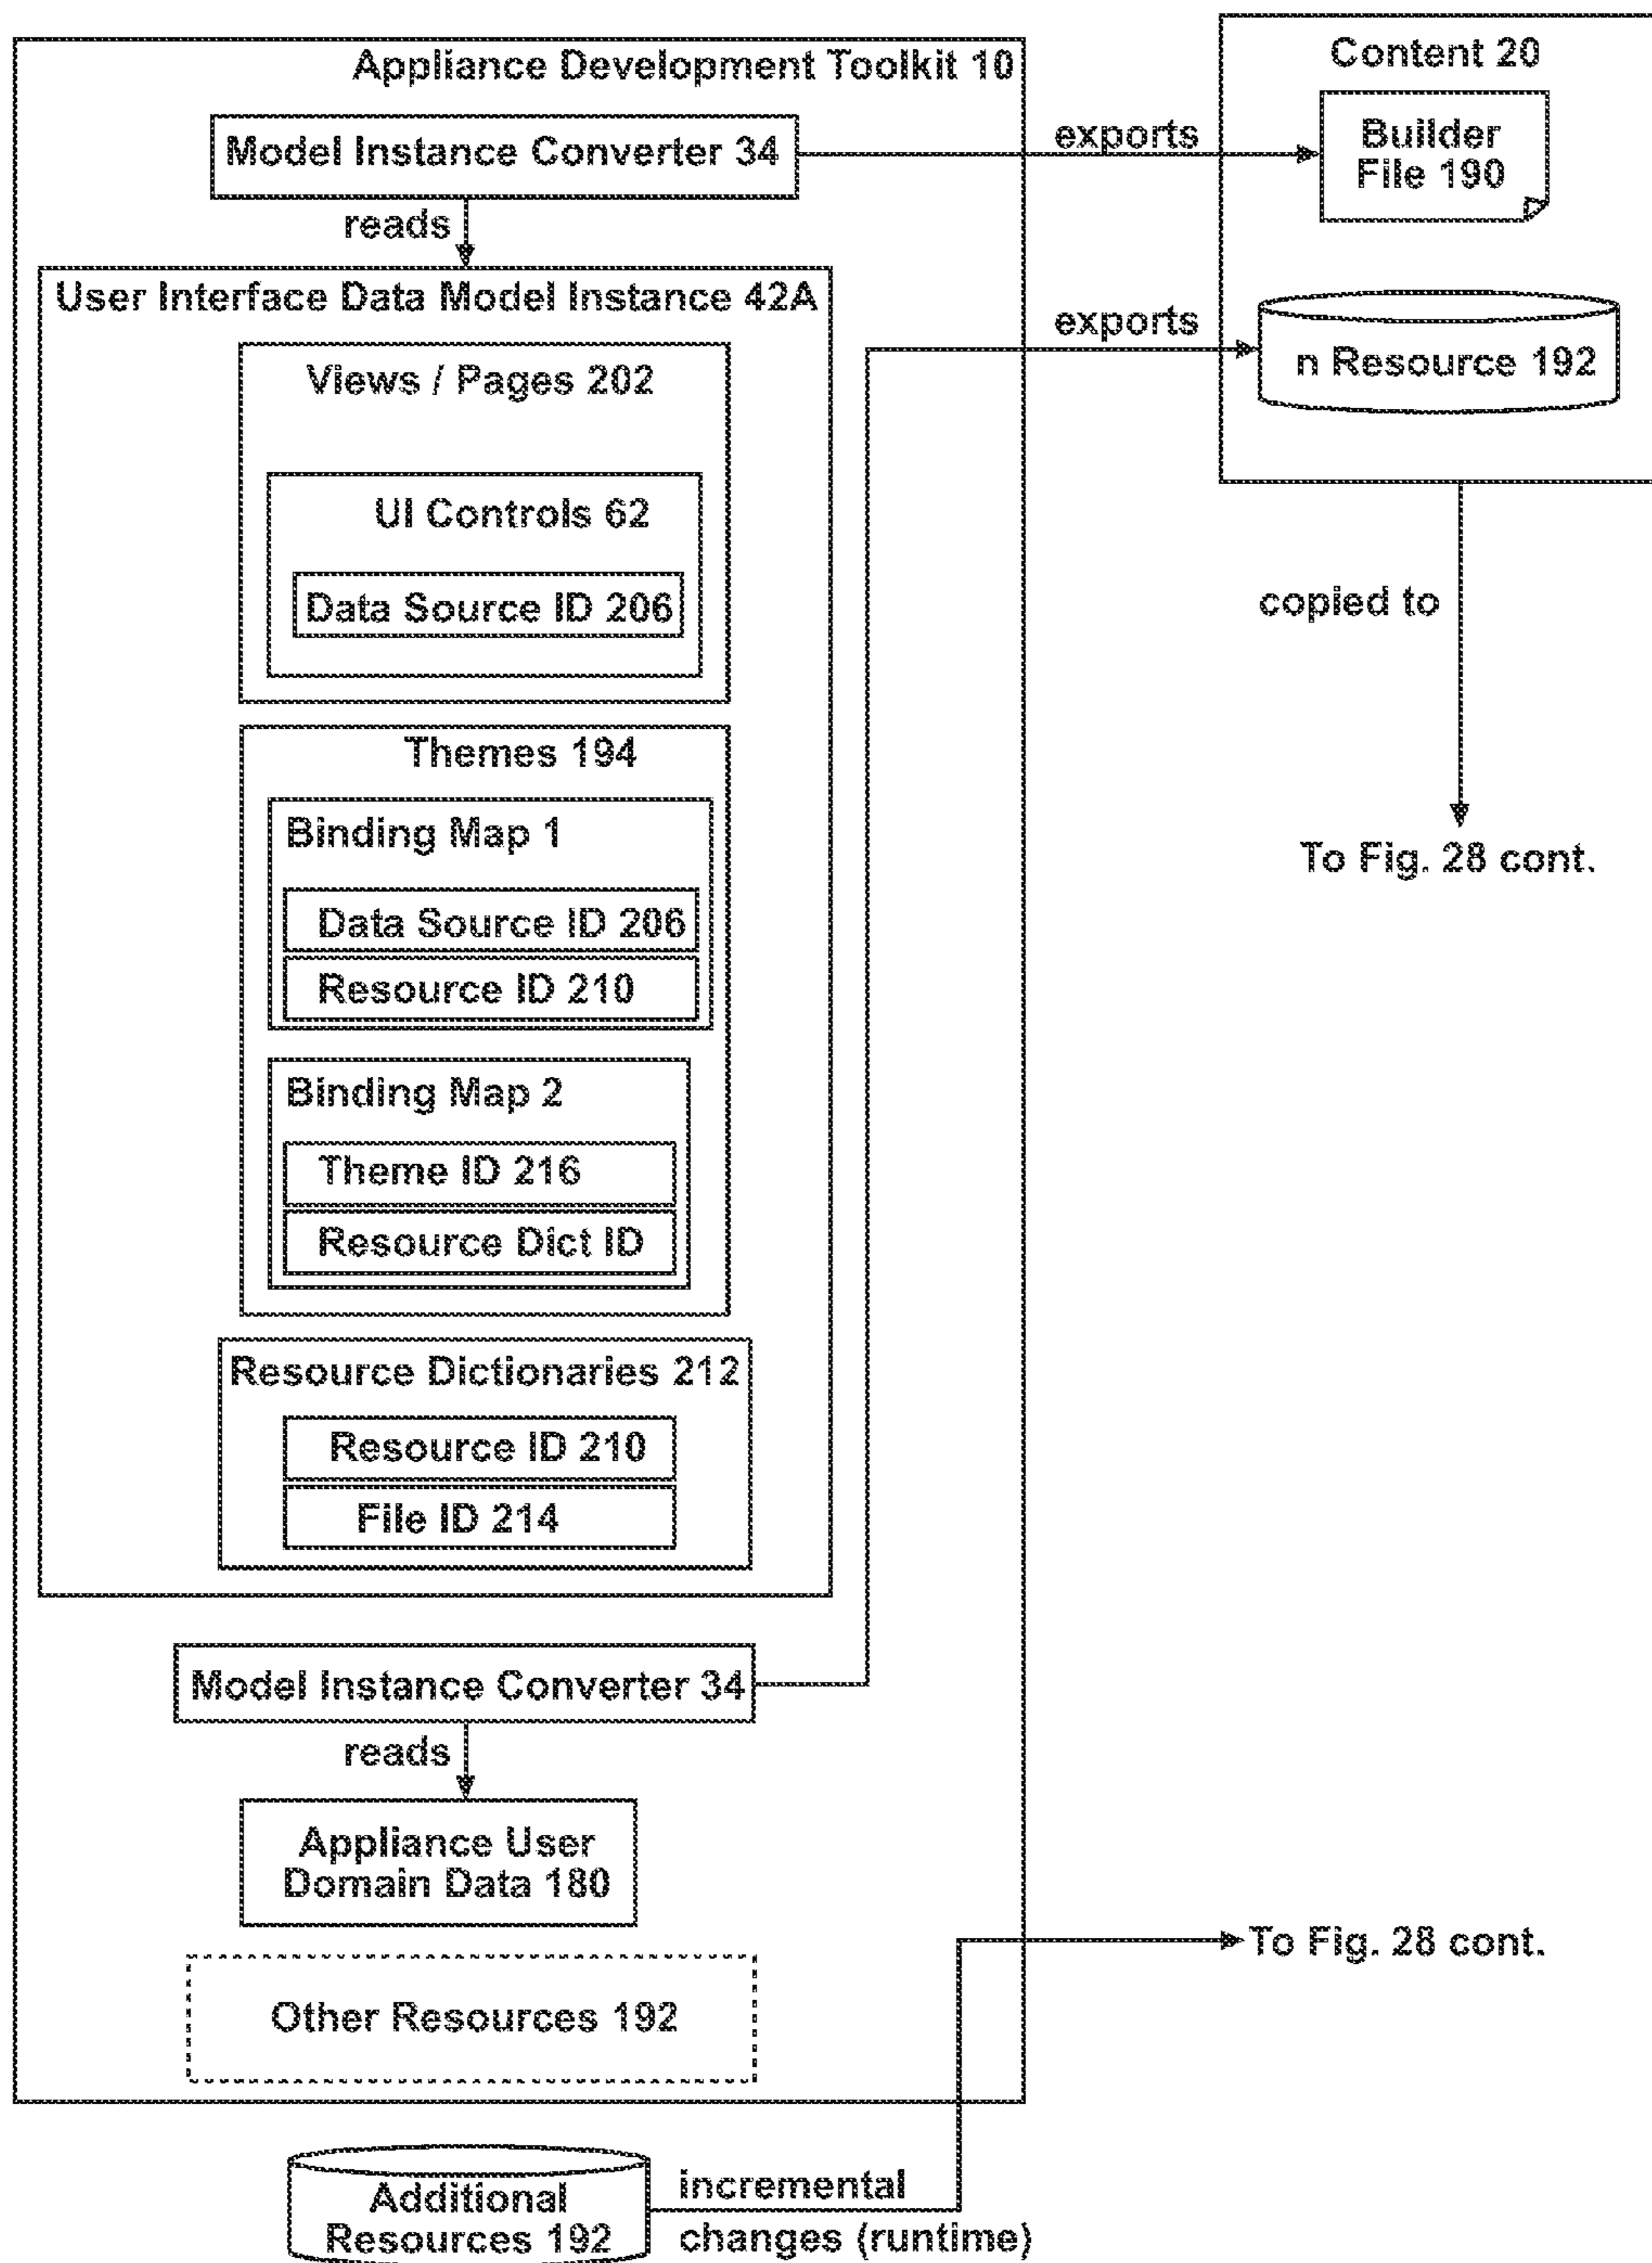 Appliance Development Toolkit 10
Model Instance Converter 34
reads
User Interface Data Model Instance 42A
Views / Pages 202
UI Controls 62
Data Source ID 206
Themes 194
Binding Map 1
Data Source ID 206
Resource ID 210
Binding Map 2
Theme ID 216
Resource Dict ID
Resource Dictionaries 212
Resource ID 210
File ID 214
Model Instance Converter 34
reads
Appliance User
Domain Data 180
Other Resources 192
Additional
Resources 192
incremental
changes (runtime)
exports
exports
Content 20
Builder
File 190
n Resource 192
copied to
To Fig. 28 cont.
To Fig. 28 cont.